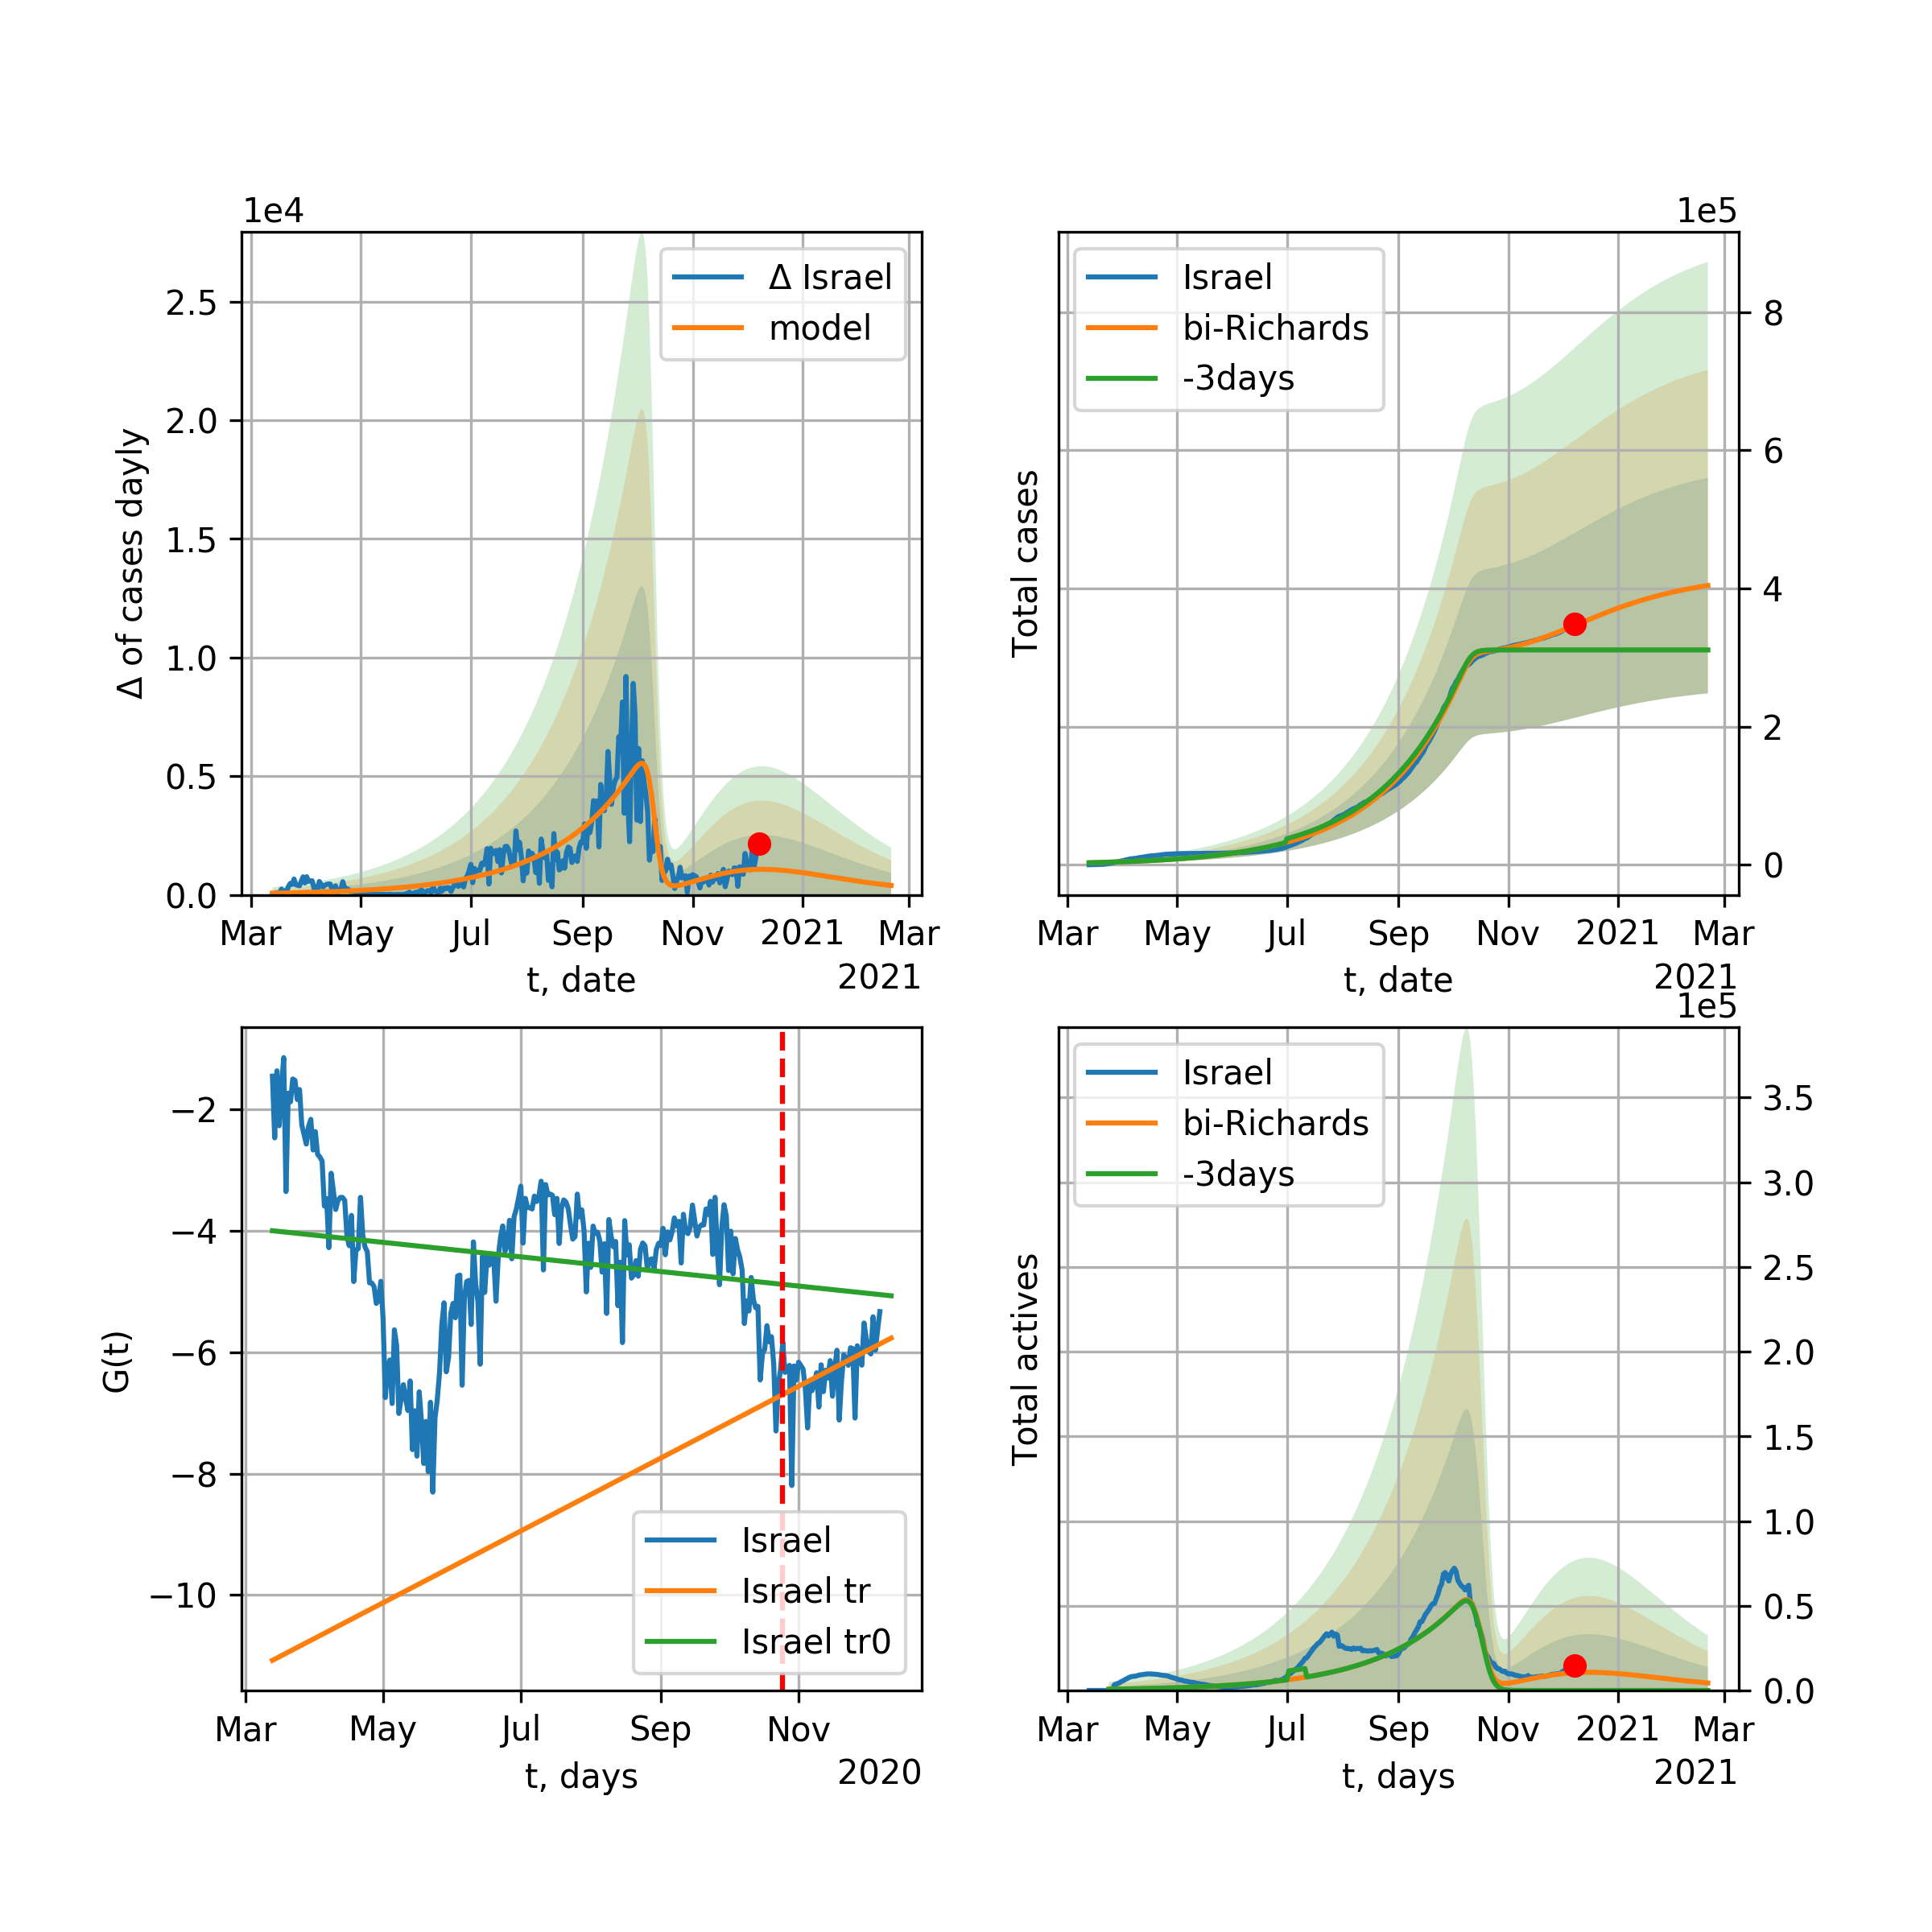 1e4
Δ of cases dayly
2.5
2.0
1.5
1.0
0.5
0.0
Δ Israel
model
Mar May Jul Sep Nov 2021 Mar
t, date
2021
1e5
Total cases
Israel
bi-Richards
-3days
8
6
4
2
0
Mar May Jul Sep Nov 2021 Mar
t, date
2021
G(t)
−2
−4
−6
−8
−10
Israel
Israel tr
Israel tr0
Mar May Jul Sep Nov
t, days
2020
1e5
Total actives
Israel
bi-Richards
-3days
3.5
3.0
2.5
2.0
1.5
1.0
0.5
0.0
Mar May Jul Sep Nov 2021 Mar
t, days
2021